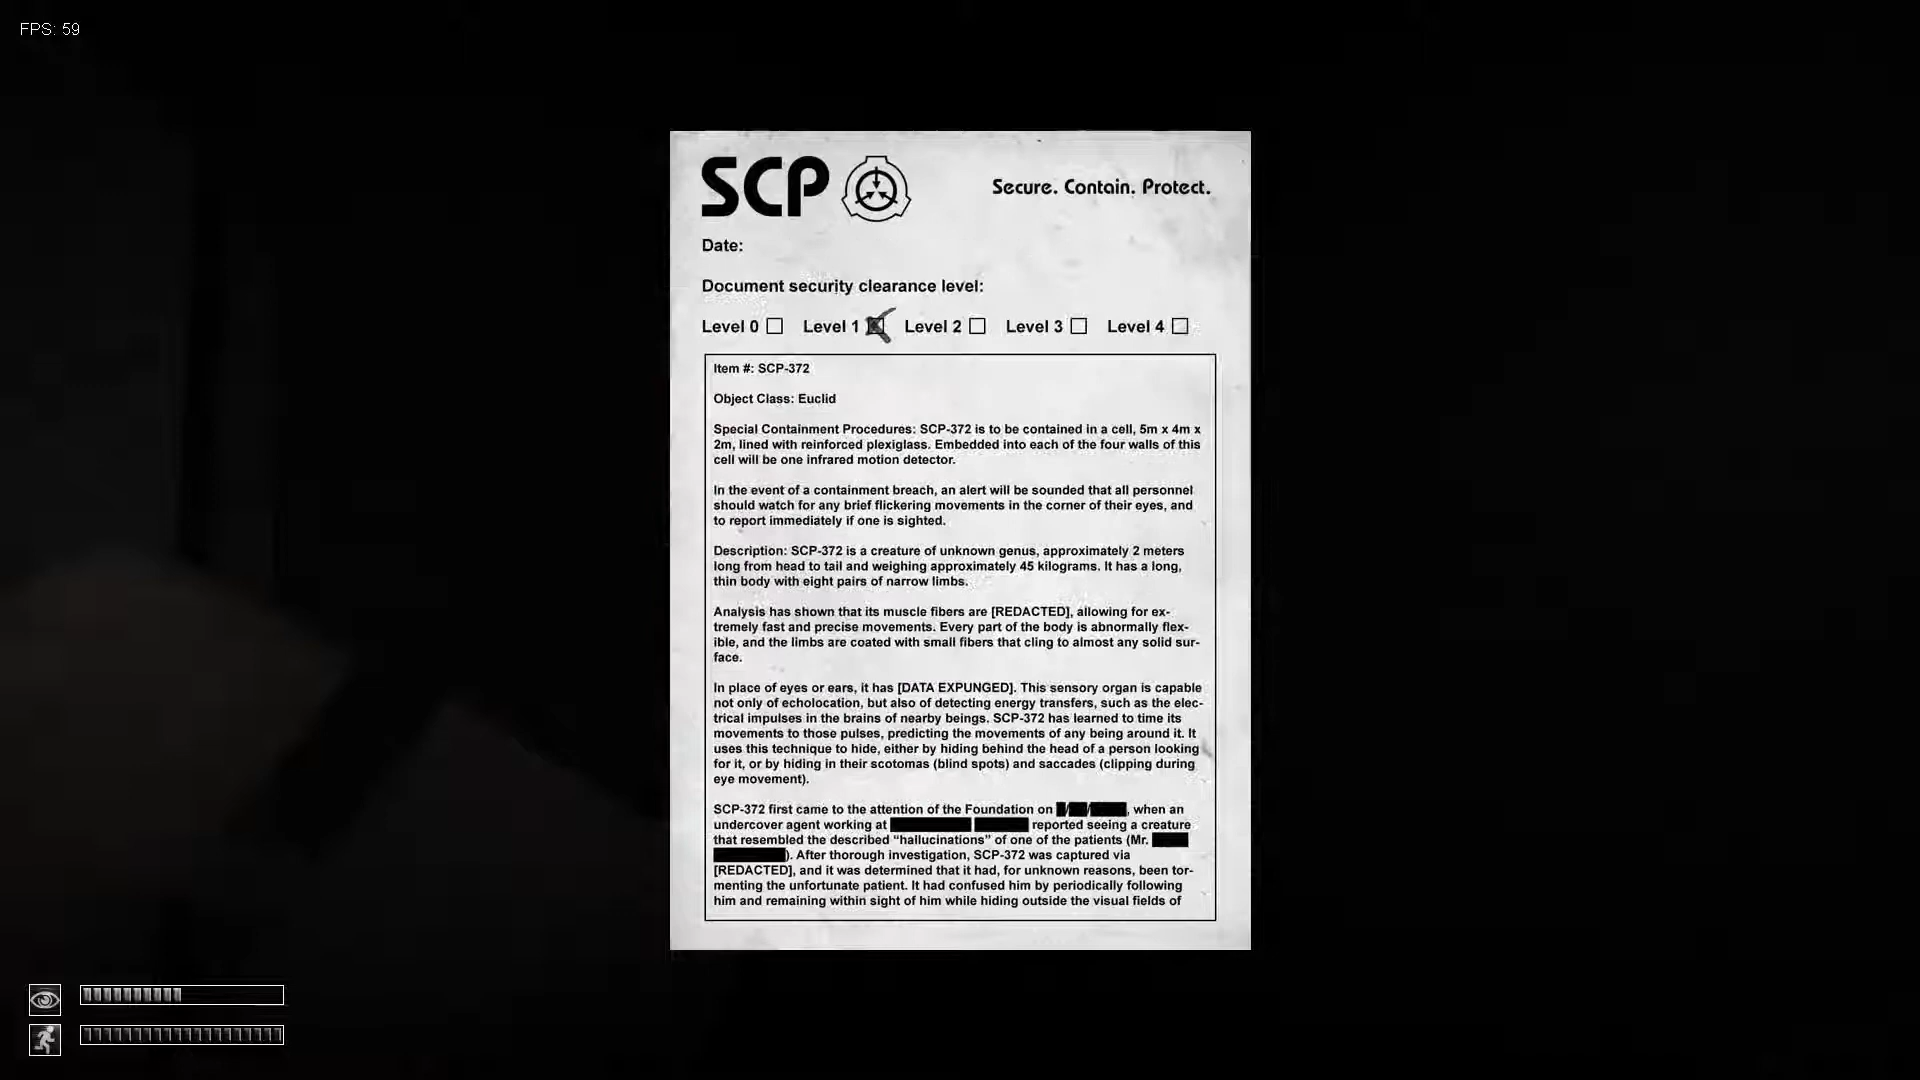 FPS: 59
SCP
Secure. Contain. Protect.
Date:
Document security clearance level:
Level 0 Level 1 Level 2 Level 3 Level 4
Item #: SCP-372
Object Class: Euclid
Special Containment Procedures: SCP-372 is to be contained in a cell, 5m x 4m x
2m, lined with reinforced plexiglass. Embedded into each of the four walls of this
cell will be one infrared motion detector.
In the event of a containment breach, an alert will be sounded that all personnel
should watch for any brief flickering movements in the corner of their eyes, and
to report immediately if one is sighted.
Description: SCP-372 is a creature of unknown genus, approximately 2 meters
long from head to tail and weighing approximately 45 kilograms. It has a long,
thin body with eight pairs of narrow limbs.
Analysis has shown that its muscle fibers are [REDACTED], allowing for ex-
tremely fast and precise movements. Every part of the body is abnormally flex-
ible, and the limbs are coated with small fibers that cling to almost any solid sur-
face.
In place of eyes or ears, it has [DATA EXPUNGED]. This sensory organ is capable
not only of echolocation, but also of detecting energy transfers, such as the elec-
trical impulses in the brains of nearby beings. SCP-372 has learned to time its
movements to those pulses, predicting the movements of any being around it. It
uses this technique to hide, either by hiding behind the head of a person looking
for it, or by hiding in their scotomas (blind spots) and saccades (clipping during
eye movement).
SCP-372 first came to the attention of the Foundation on / / , when an
undercover agent working at reported seeing a creature
that resembled the described “hallucinations” of one of the patients (Mr.
). After thorough investigation, SCP-372 was captured via
[REDACTED], and it was determined that it had, for unknown reasons, been tor-
menting the unfortunate patient. It had confused him by periodically following
him and remaining within sight of him while hiding outside the visual fields of